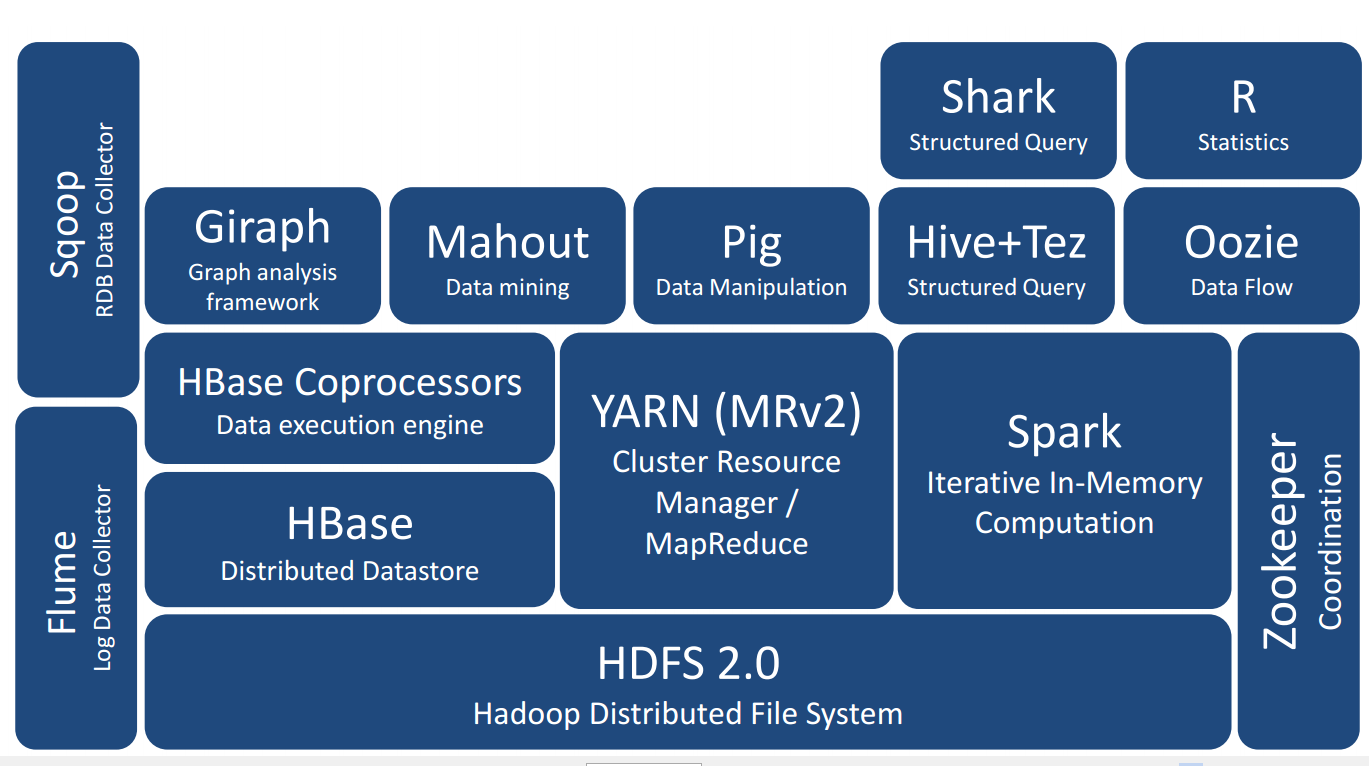 Shark
Structured Query
R
Statistics
Sqoop
RDB Data Collector
Giraph
Graph analysis
framework
Mahout
Data mining
Pig
Data Manipulation
Hive+Tez
Structured Query
Oozie
Data Flow
HBase Coprocessors
Data execution engine
YARN (MRv2)
Cluster Resource
Manager /
MapReduce
Spark
Iterative In-Memory
Computation
Zookeeper
Coordination
Flume
Log Data Collector
HBase
Distributed Datastore
HDFS 2.0
Hadoop Distributed File System